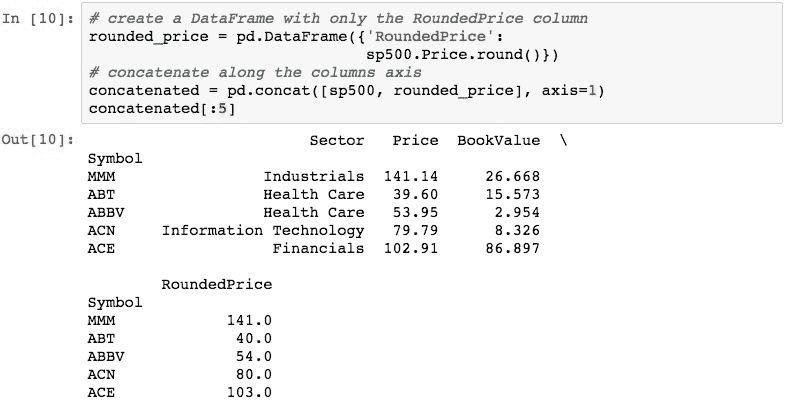 In [10]: # create a DataFrame with only the RoundedPrice column
rounded_price = pd.DataFrame({'RoundedPrice':
sp500.Price.round()})
# concatenate along the columns axis
concatenated = pd.concat([sp500, rounded_price], axis=1)
concatenated[:5]
Out[10]: Sector Price BookValue \
Symbol
MMM Industrials 141.14 26.668
ABT Health Care 39.60 15.573
ABBV Health Care 53.95 2.954
ACN Information Technology 79.79 8.326
ACE Financials 102.91 86.897
RoundedPrice
Symbol
MMM 141.0
ABT 40.0
ABBV 54.0
ACN 80.0
ACE 103.0